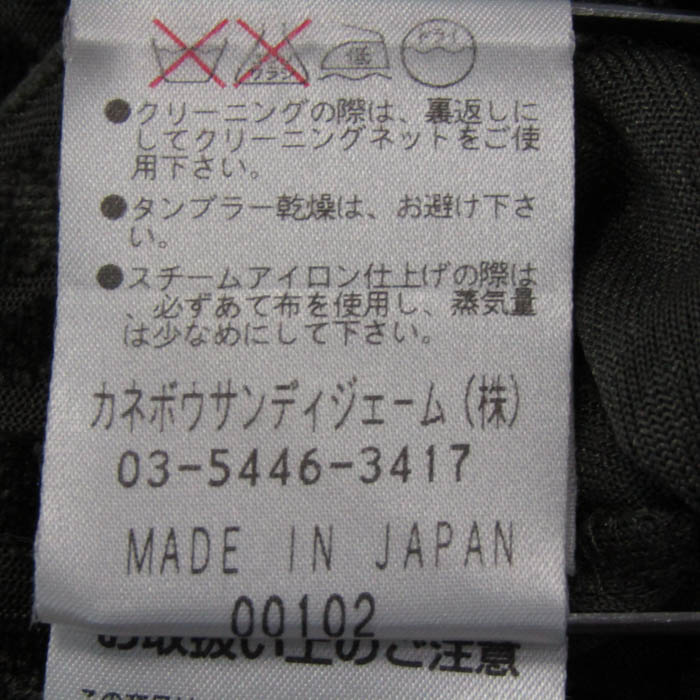 低 ドライ
●クリーニングの際は、裏返しに
してクリーニングネットをご使
用下さい。
●タンブラー乾燥は、お避け下さ
い。
●スチームアイロン仕上げの際は
、必ずあて布を使用し、蒸気量
は少なめにして下さい。
カネボウサンディジェーム(株)
03-5446-3417
MADE IN JAPAN
00102
お取扱い上のご注意